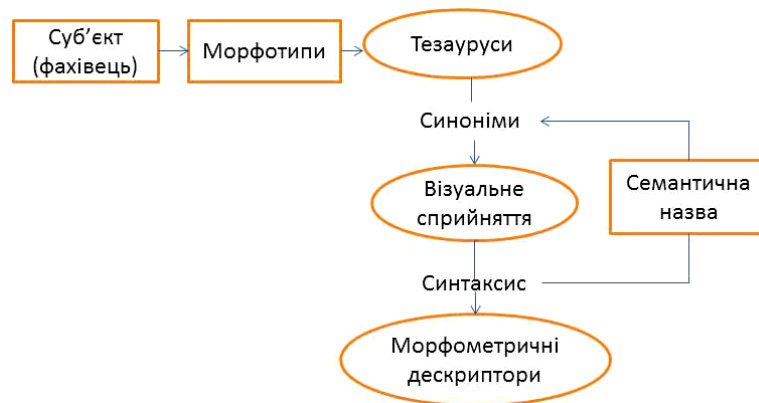 Суб’єкт
(фахівець)
Морфотипи
Тезауруси
Синоніми
Візуальне
сприйняття
Семантична
назва
Синтаксис
Морфометричні
дескриптори